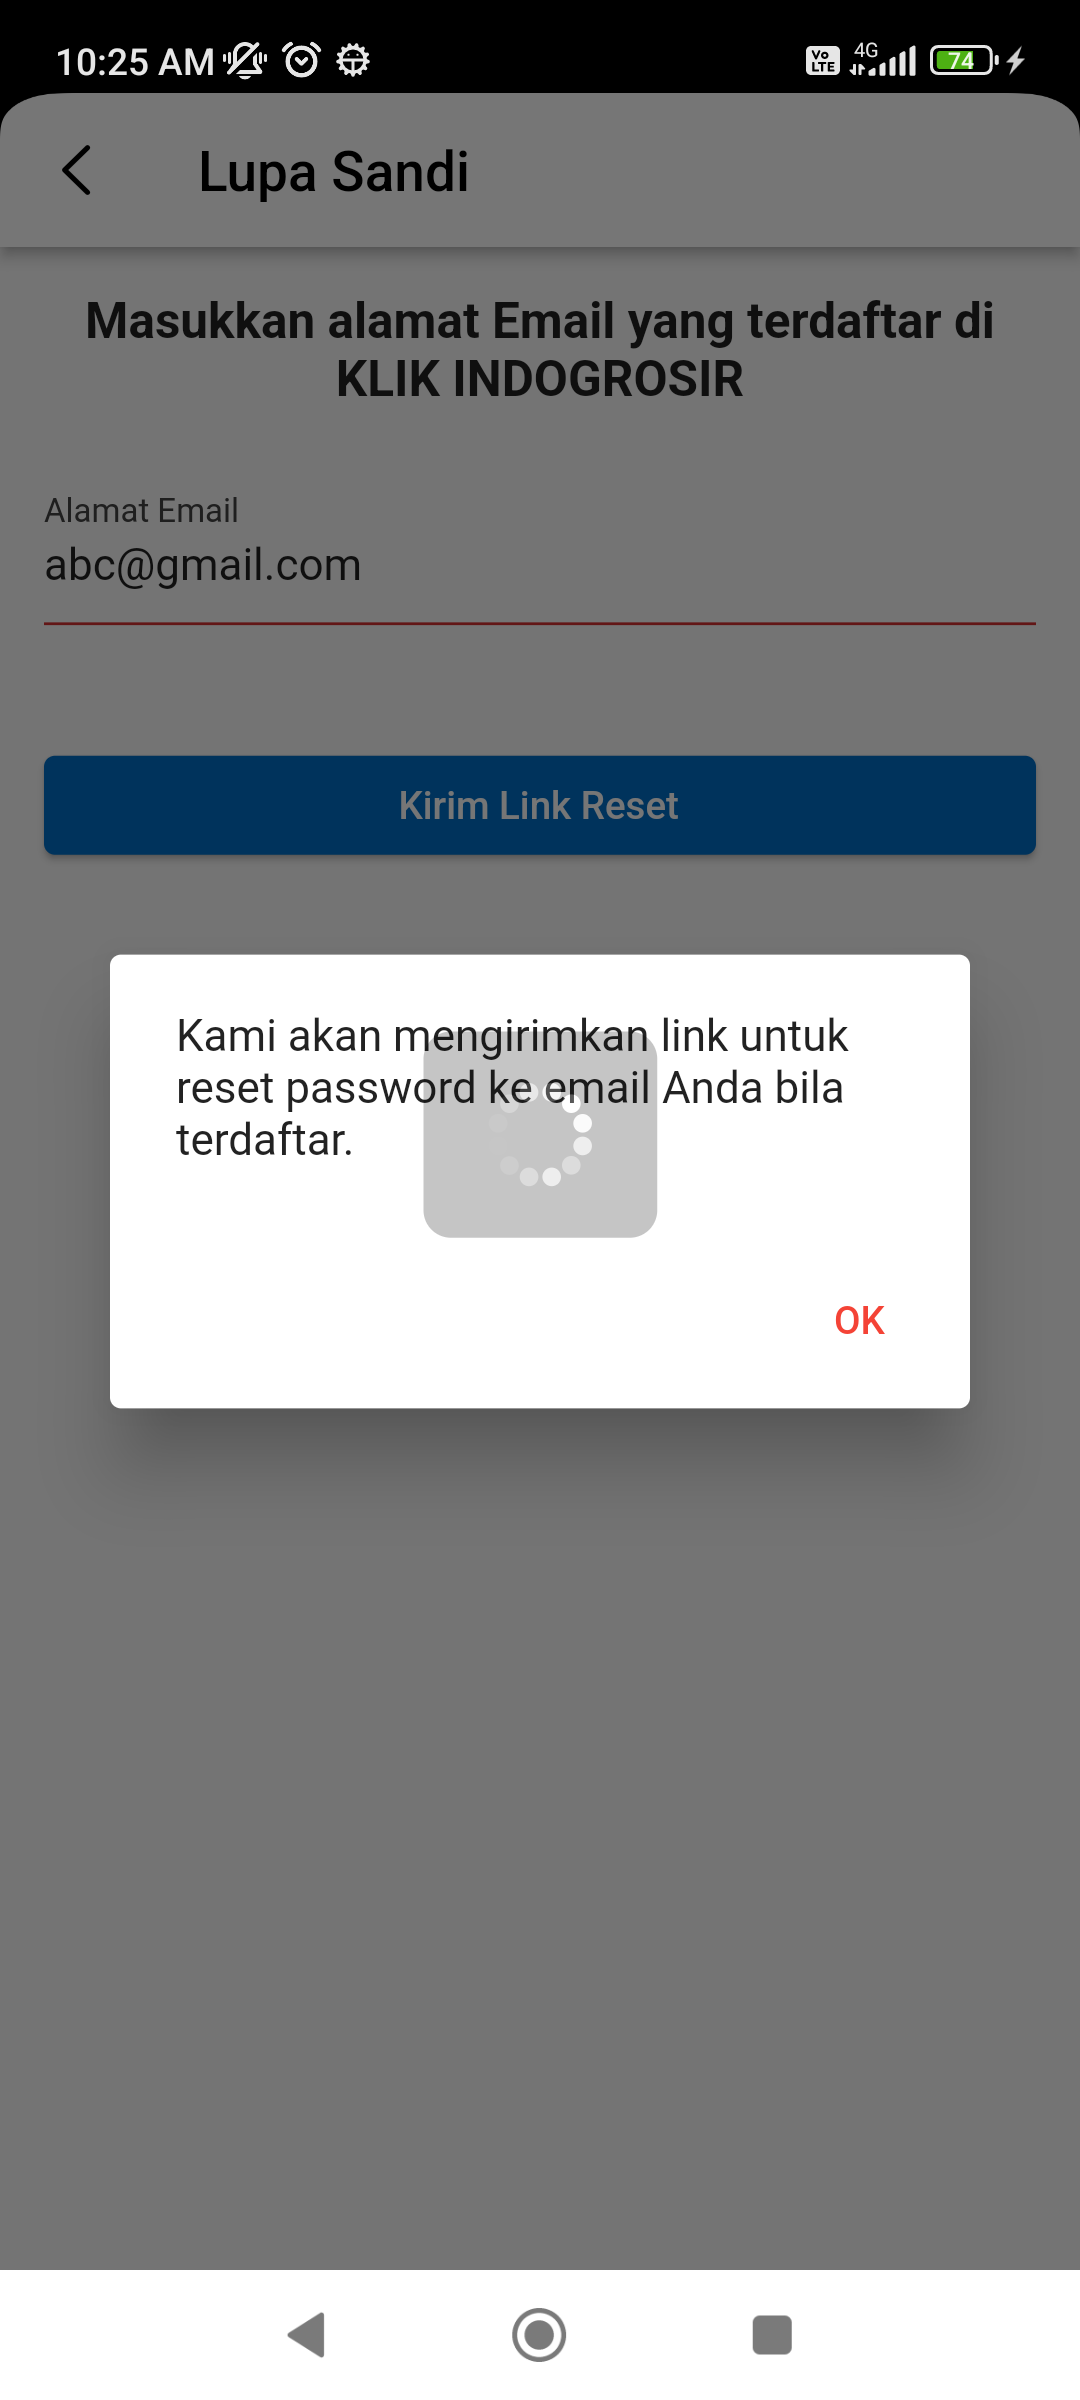 10:25 AM
Vo LTE 4G 74
Lupa Sandi
Masukkan alamat Email yang terdaftar di
KLIK INDOGROSIR
Alamat Email
abc@gmail.com
Kirim Link Reset
Kami akan mengirimkan link untuk
reset password ke email Anda bila
terdaftar.
OK